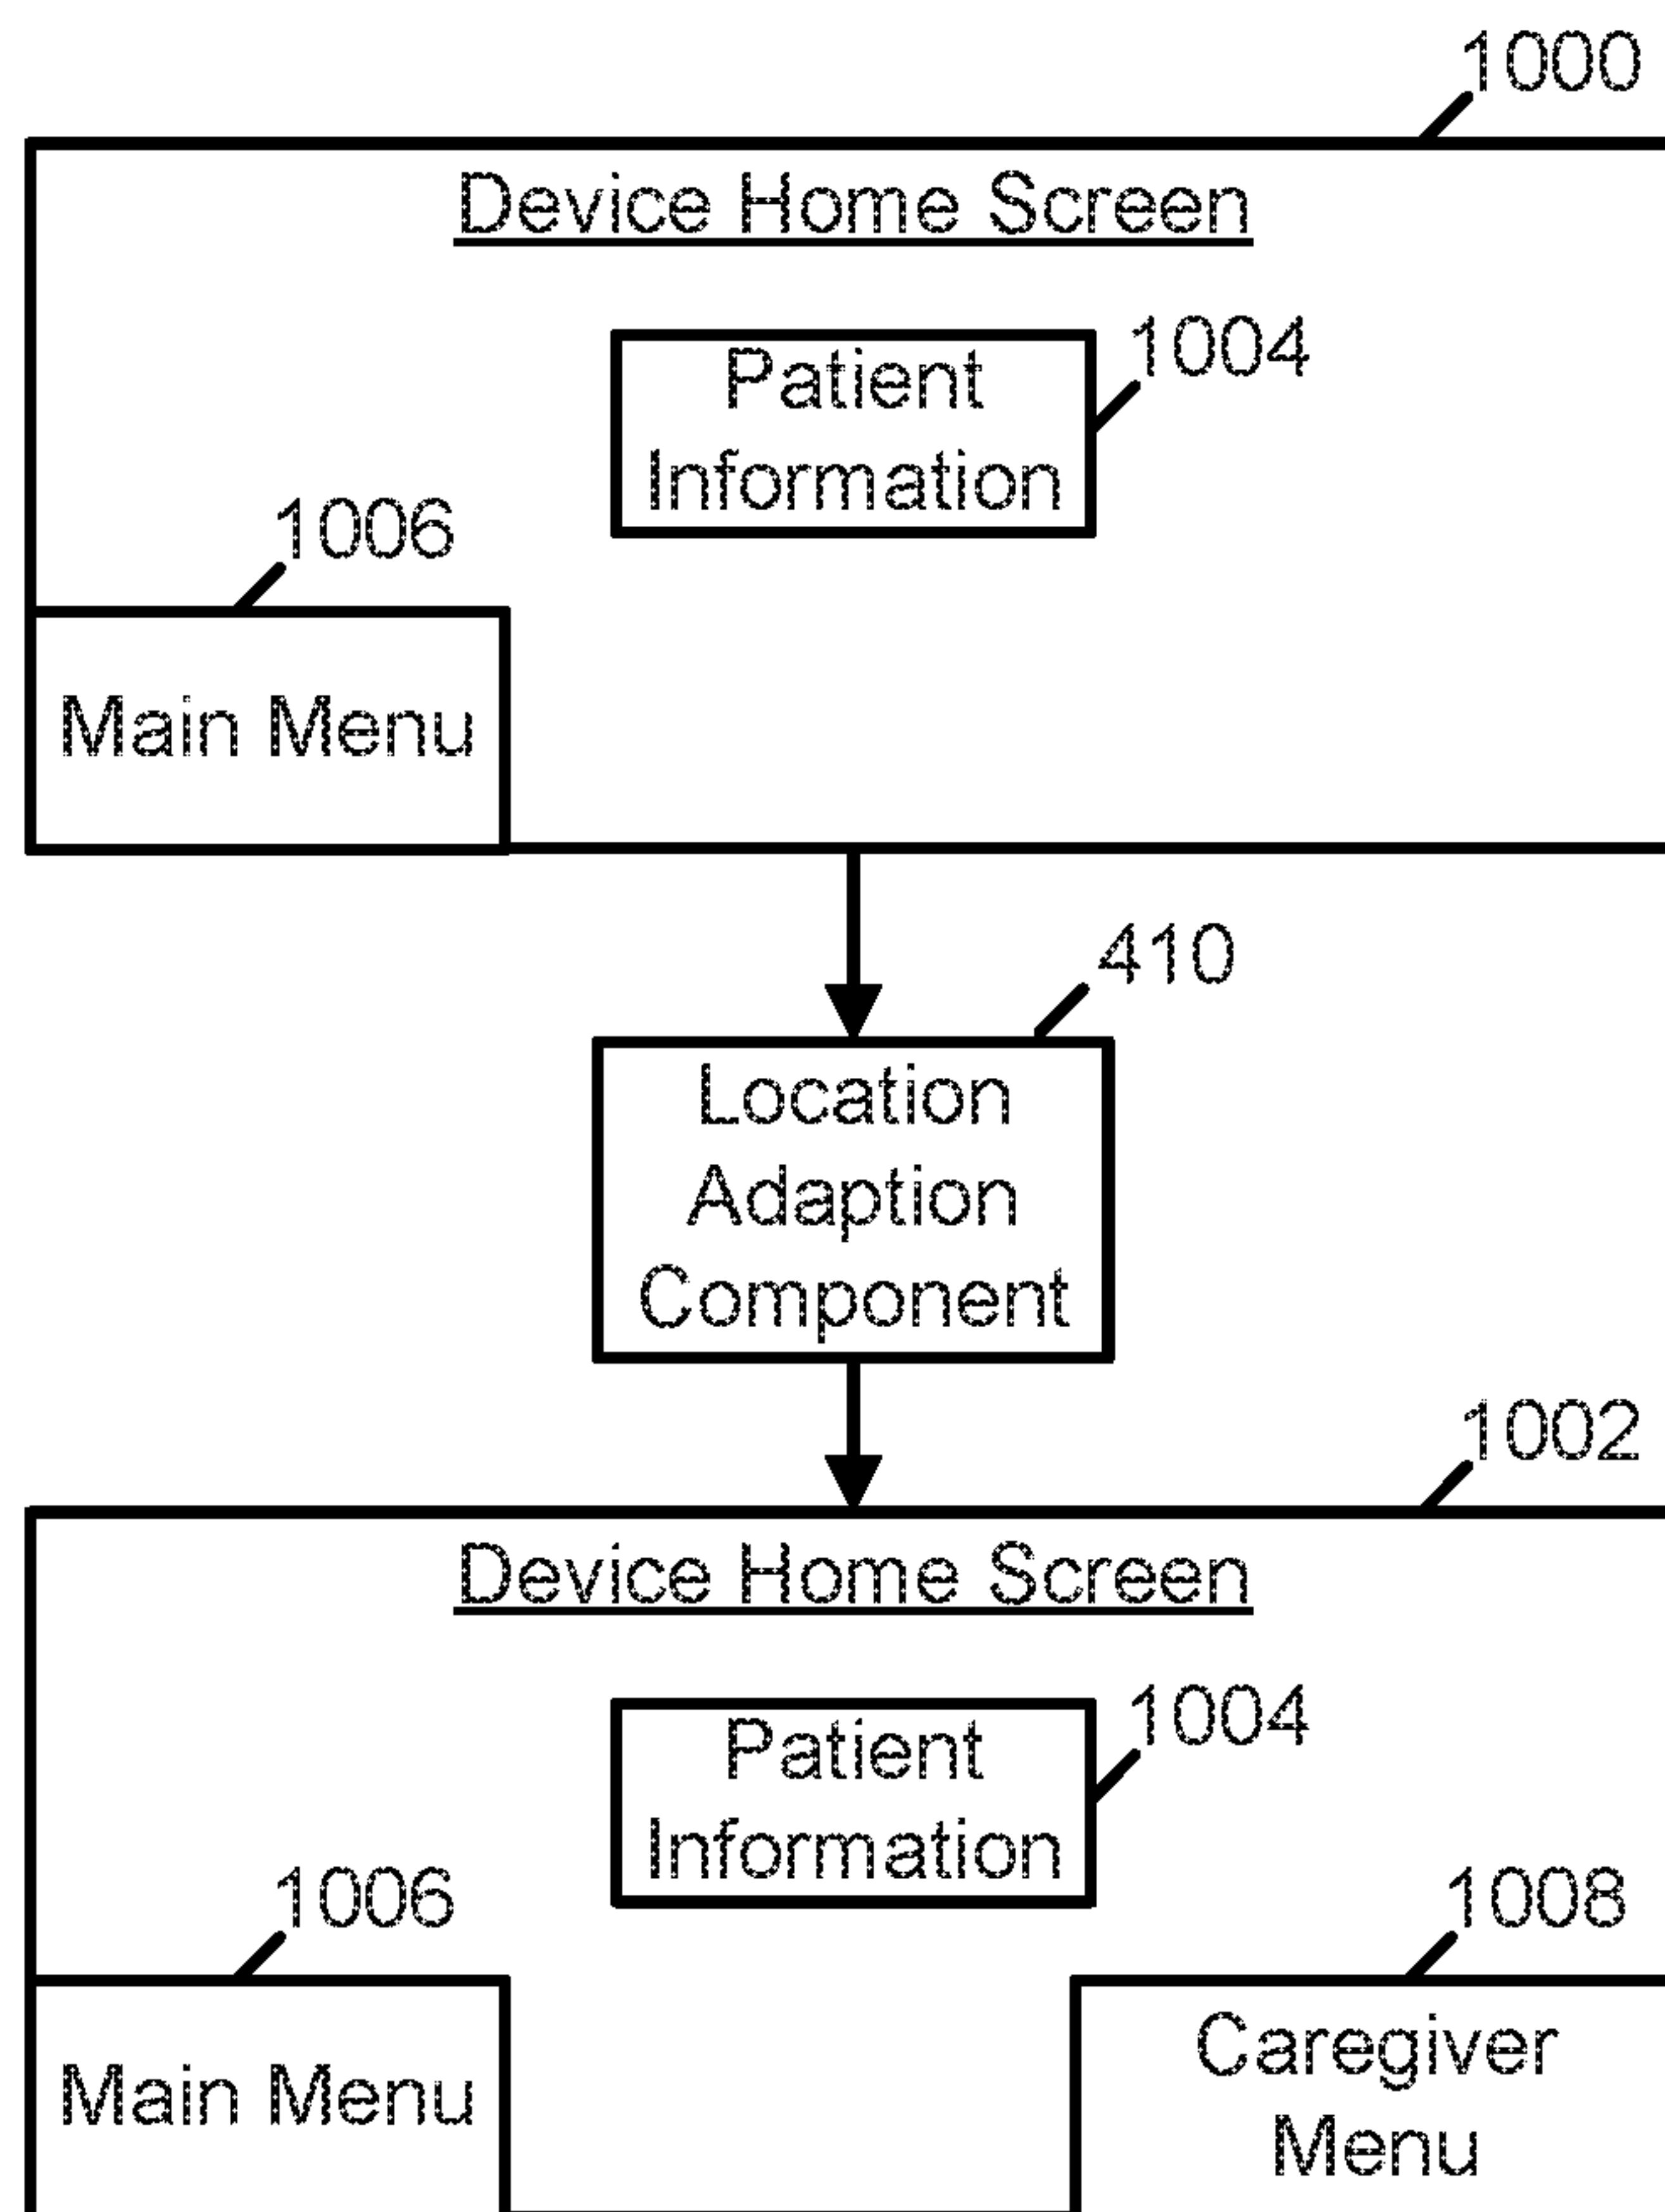 1000
Device Home Screen
1004
Patient
Information
1006
Main Menu
410
Location
Adaption
Component
1002
Device Home Screen
1004
Patient
Information
1006
1008
Main Menu
Caregiver
Menu